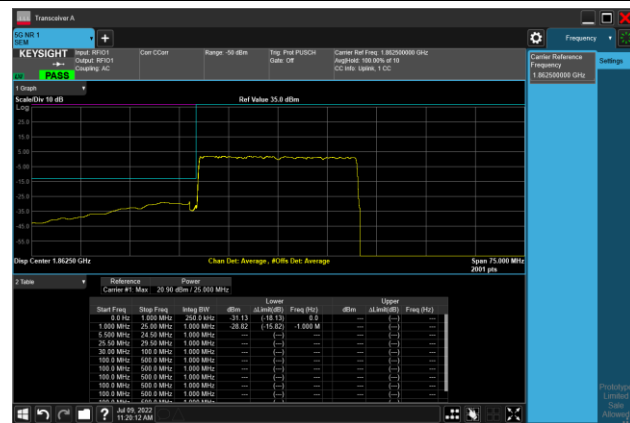 Transceiver A
5G NR 1
SEM
Frequency
KEYSIGHT
Input: RFIO1
Output: RFIO1
Coupling: AC
Corr CCorr
Range: -50 dBm
Trig: Prot PUSCH
Gate: Off
Carrier Ref Freq: 1.862500000 GHz
Avg|Hold: 100.00% of 10
CC Info: Uplink, 1 CC
PASS
Carrier Reference
Frequency
1.862500000 GHz
Settings
1 Graph
Scale/Div 10 dB
Ref Value 35.0 dBm
Log
25.0
15.0
5.00
-5.00
-15.0
-25.0
-35.0
-45.0
-55.0
Disp Center 1.86250 GHz
Chan Det: Average , #Offs Det: Average
Span 75.000 MHz
2001 pts
2 Table
Reference Power
Carrier #1: Max 20.90 dBm / 25.000 MHz
Lower Upper
Start Freq Stop Freq Integ BW dBm ΔLimit(dB) Freq (Hz) dBm ΔLimit(dB) Freq (Hz)
0.0 Hz 1.000 MHz 250.0 kHz -31.13 (-18.13) 0.0 --- (---) ---
1.000 MHz 25.00 MHz 1.000 MHz -28.82 (-15.82) -1.000 M --- (---) ---
5.500 MHz 24.50 MHz 1.000 MHz --- (---) --- --- (---) ---
25.50 MHz 29.50 MHz 1.000 MHz --- (---) --- --- (---) ---
30.00 MHz 100.0 MHz 1.000 MHz --- (---) --- --- (---) ---
100.0 MHz 500.0 MHz 1.000 MHz --- (---) --- --- (---) ---
100.0 MHz 500.0 MHz 1.000 MHz --- (---) --- --- (---) ---
100.0 MHz 500.0 MHz 1.000 MHz --- (---) --- --- (---) ---
100.0 MHz 500.0 MHz 1.000 MHz --- (---) --- --- (---) ---
100.0 MHz 500.0 MHz 1.000 MHz --- (---) --- --- (---) ---
Prototype
Limited
Sale
Allowed
Jul 09, 2022
11:20:12 AM